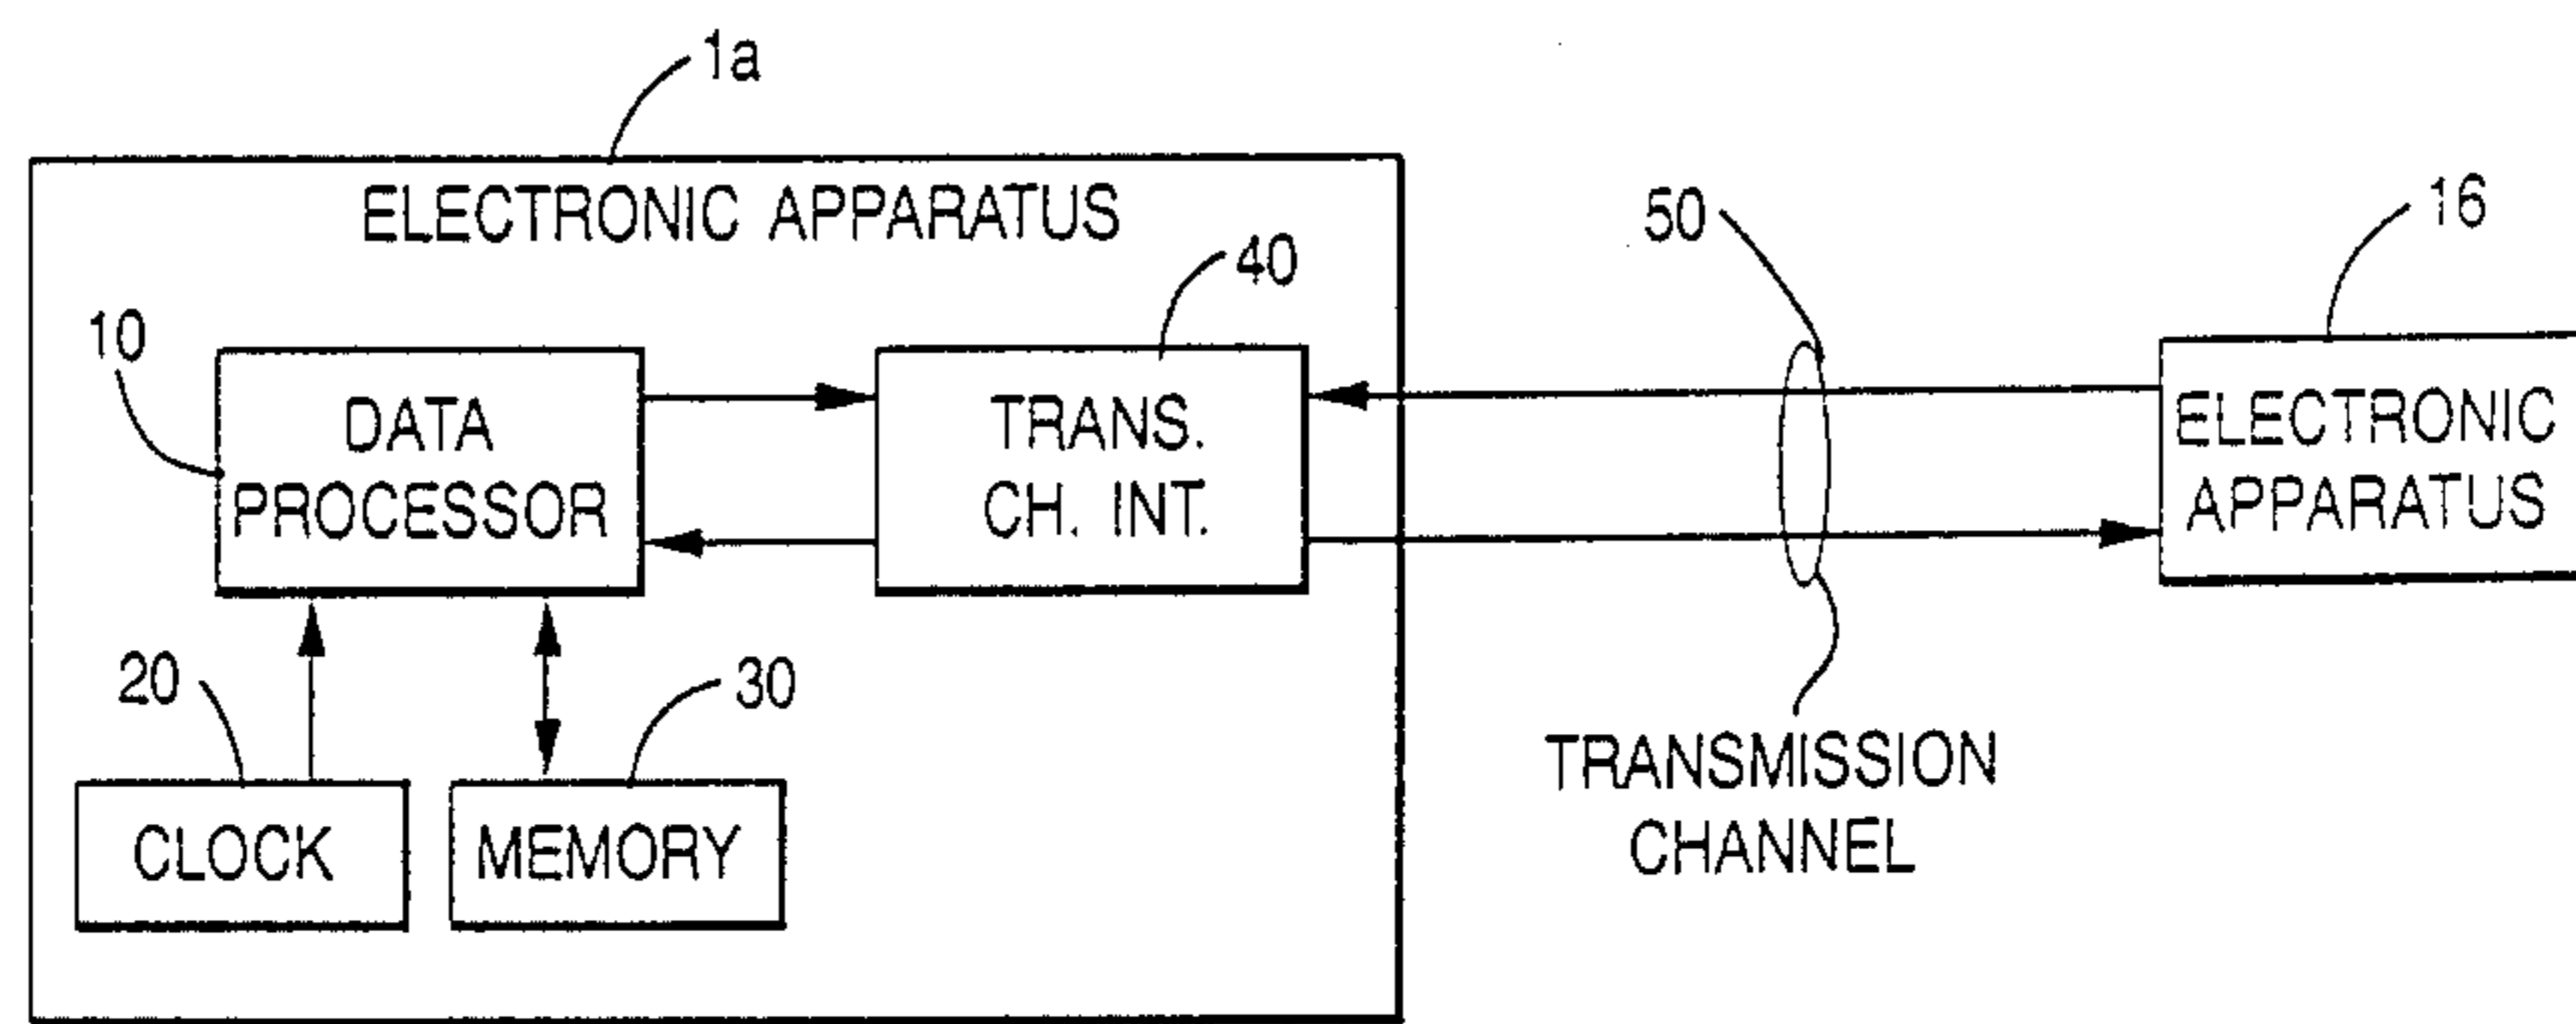 1a
ELECTRONIC APPARATUS
40
50
16
10
DATA
PROCESSOR
TRANS.
CH. INT.
ELECTRONIC
APPARATUS
20
30
CLOCK
MEMORY
TRANSMISSION
CHANNEL